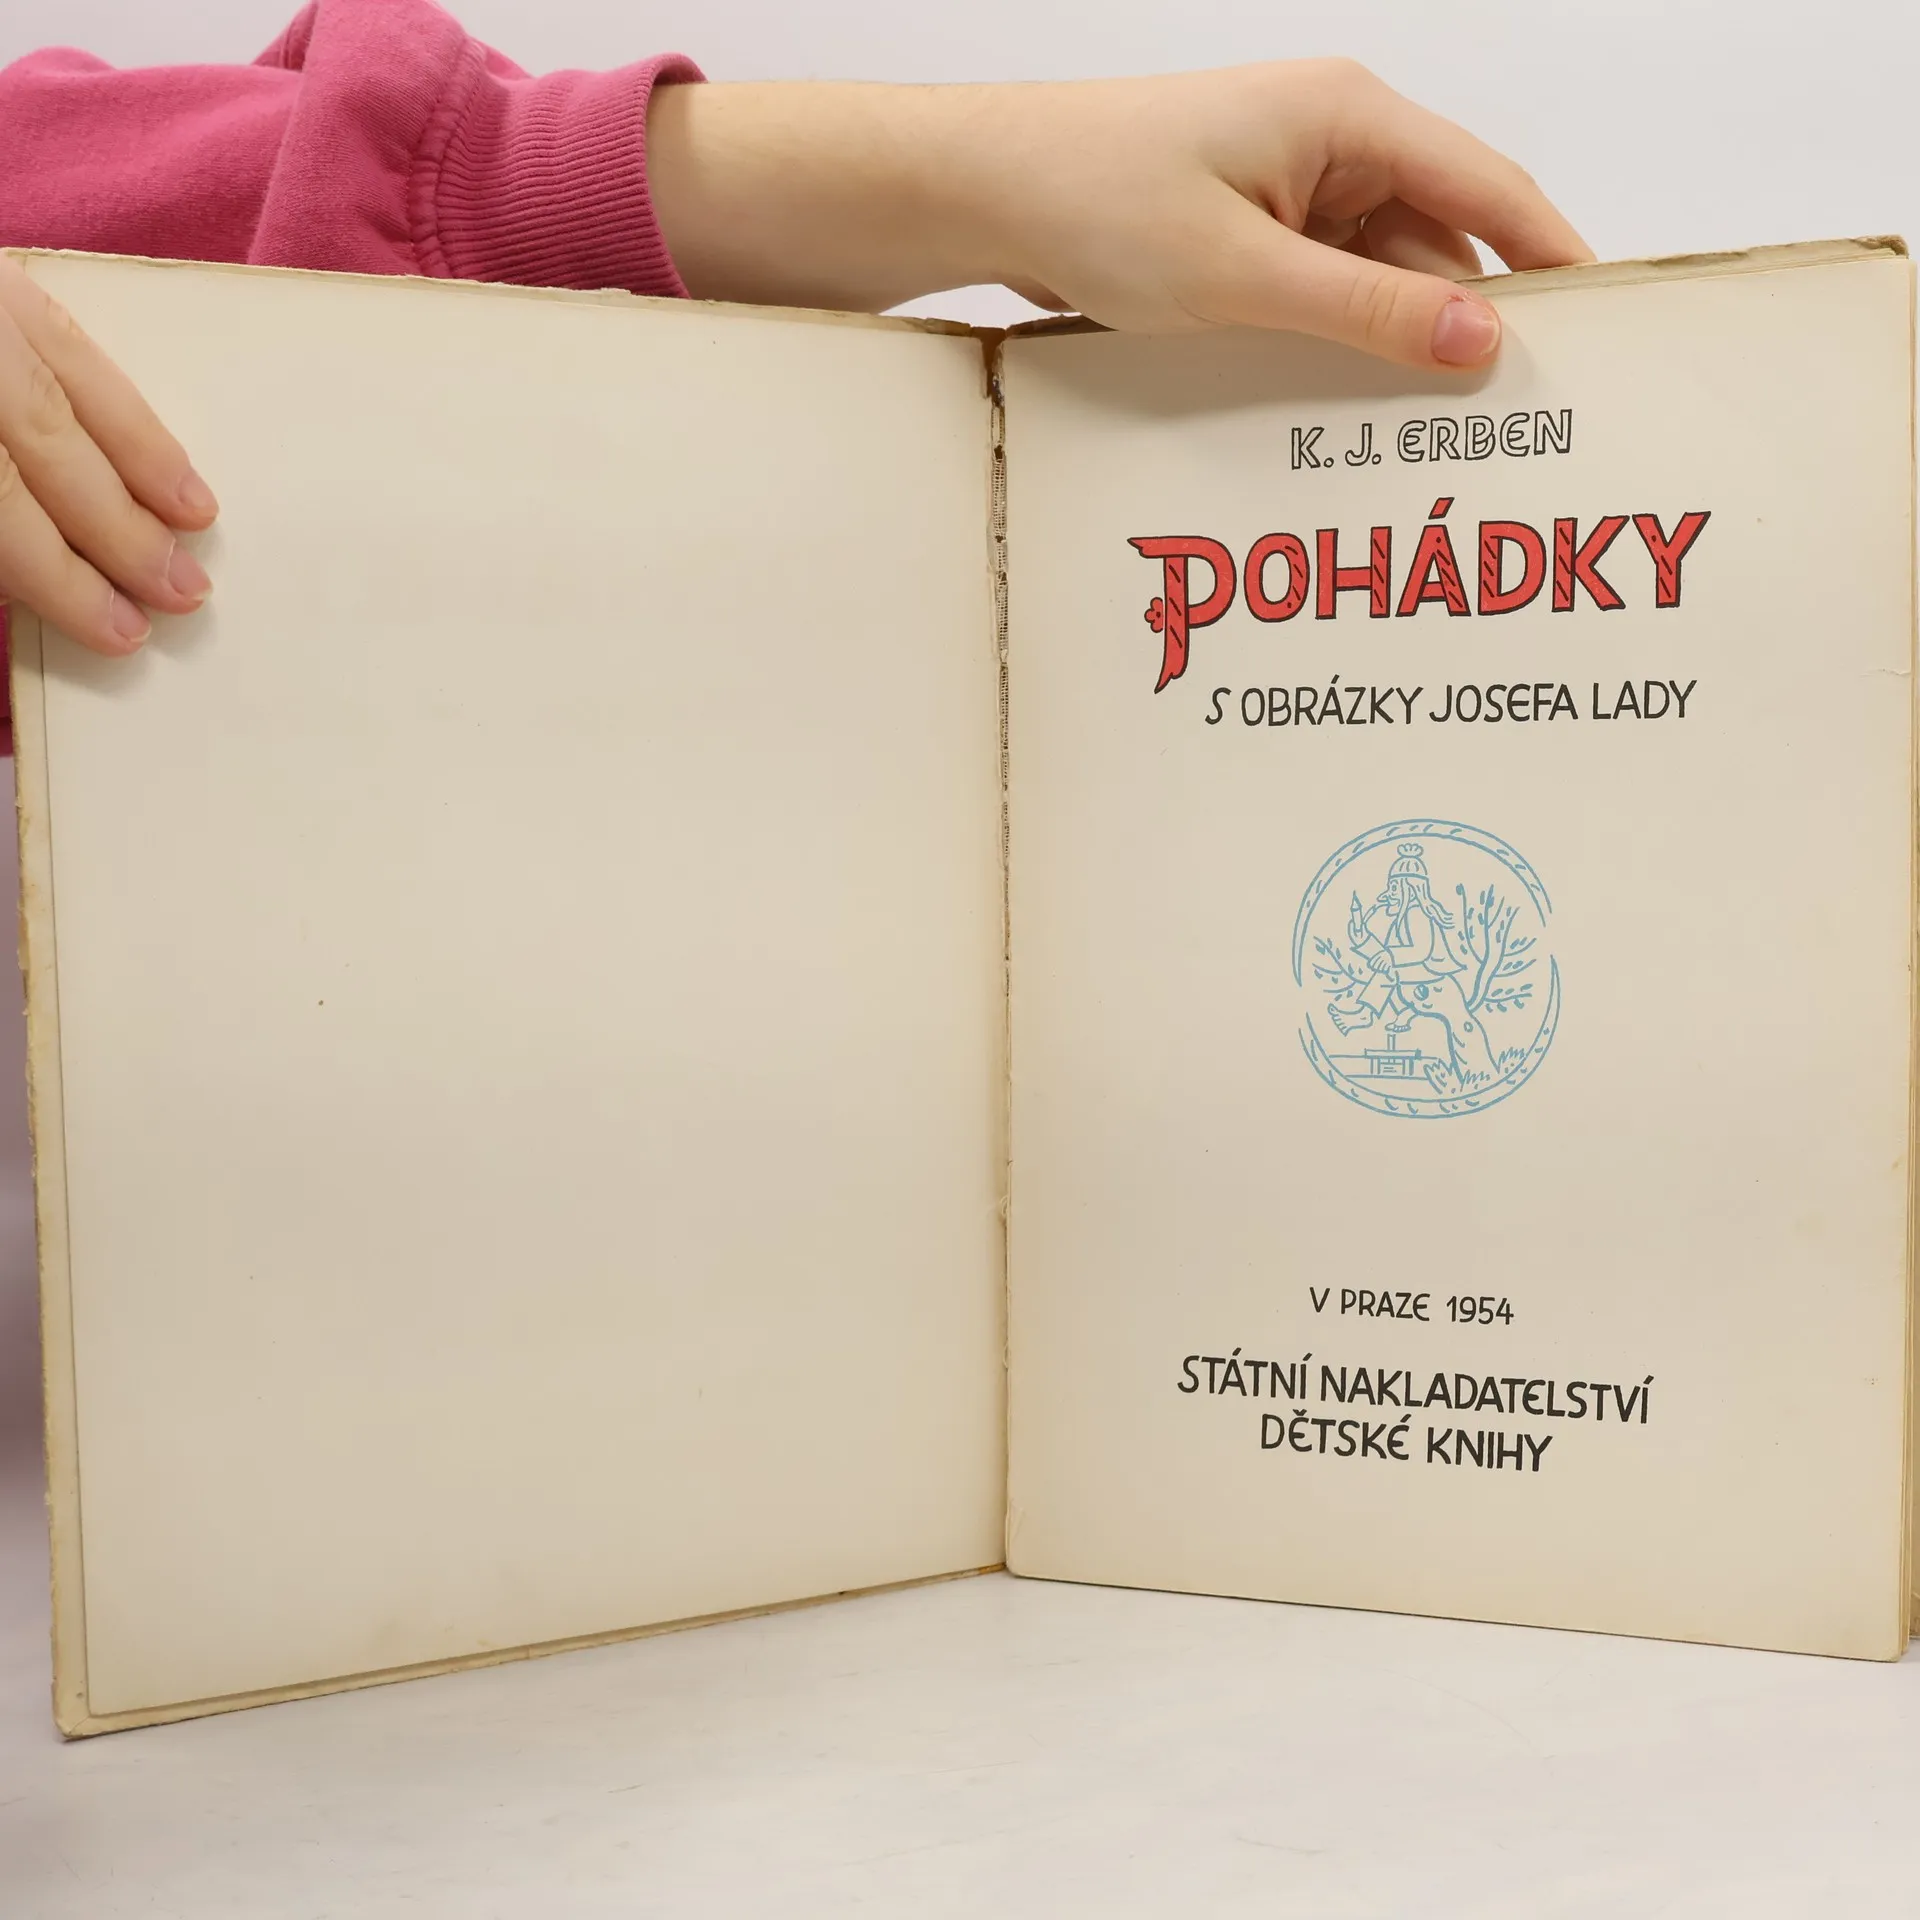 K. J. ERBEN
POHÁDKY
S OBRÁZKY JOSEFA LADY
V PRAZE 1954
STÁTNÍ NAKLADATELSTVÍ
DĚTSKÉ KNIHY